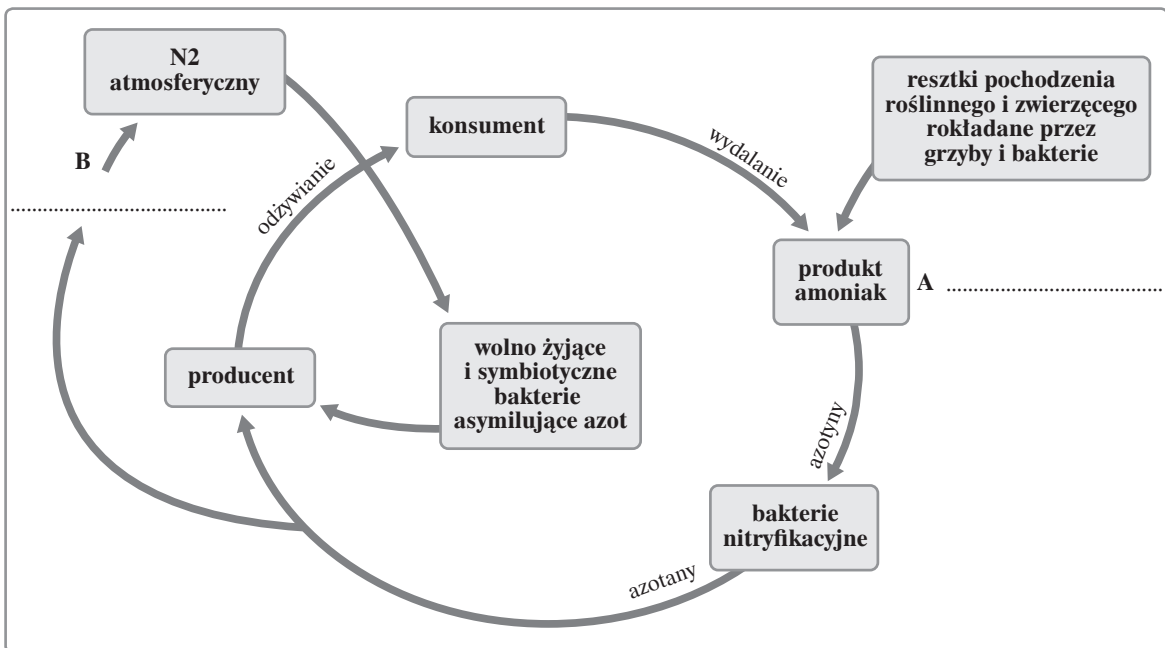 N2
atmosferyczny
B
....................................
konsument
odżywianie
wydalanie
resztki pochodzenia
roślinnego i zwierzęcego
rokładane przez
grzyby i bakterie
produkt
amoniak
A ....................................
producent
wolno żyjące
i symbiotyczne
bakterie
asymilujące azot
azotyny
bakterie
nitryfikacyjne
azotany